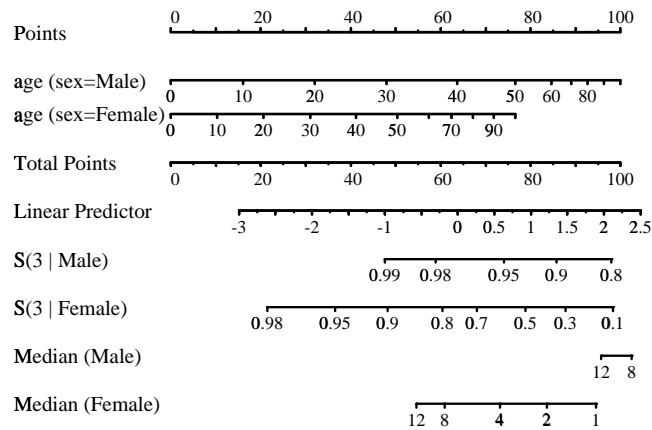 0 20 40 60 80 100
Points
age (sex=Male)
0 10 20 30 40 50 60 80
age (sex=Female)
0 10 20 30 40 50 70 90
Total Points
0 20 40 60 80 100
Linear Predictor
-3 -2 -1 0 0.5 1 1.5 2 2.5
S(3 | Male)
0.99 0.98 0.95 0.9 0.8
S(3 | Female)
0.98 0.95 0.9 0.8 0.7 0.5 0.3 0.1
Median (Male)
12 8
Median (Female)
12 8 4 2 1